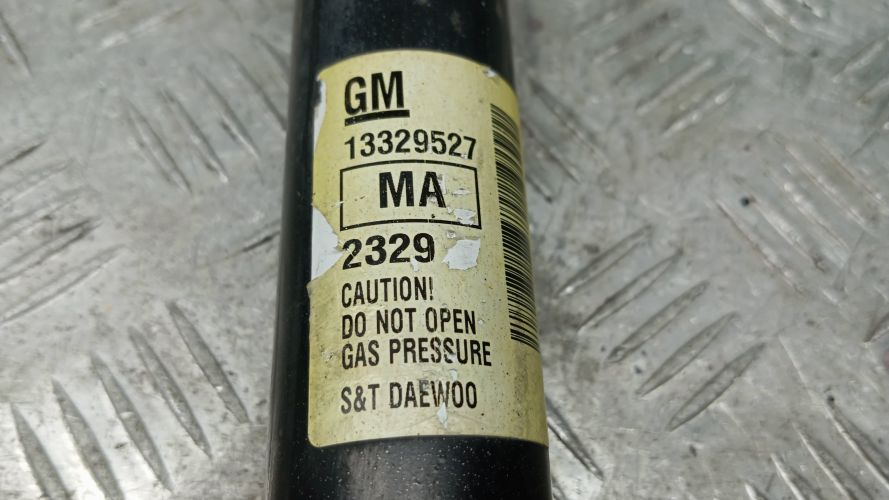 GM
13329527
MA
2329
CAUTION!
DO NOT OPEN
GAS PRESSURE
S&T DAEWOO